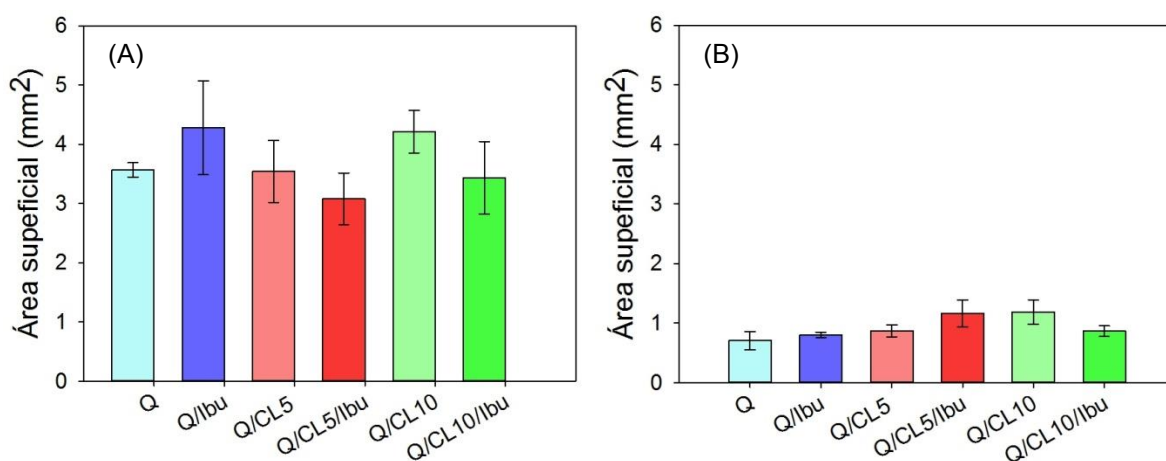 (A)
Área supeficial (mm²)
6
5
4
3
2
1
0
Q
Q/Ibu
Q/CL5
Q/CL5/Ibu
Q/CL10
Q/CL10/Ibu
(B)
Área supeficial (mm²)
6
5
4
3
2
1
0
Q
Q/Ibu
Q/CL5
Q/CL5/Ibu
Q/CL10
Q/CL10/Ibu